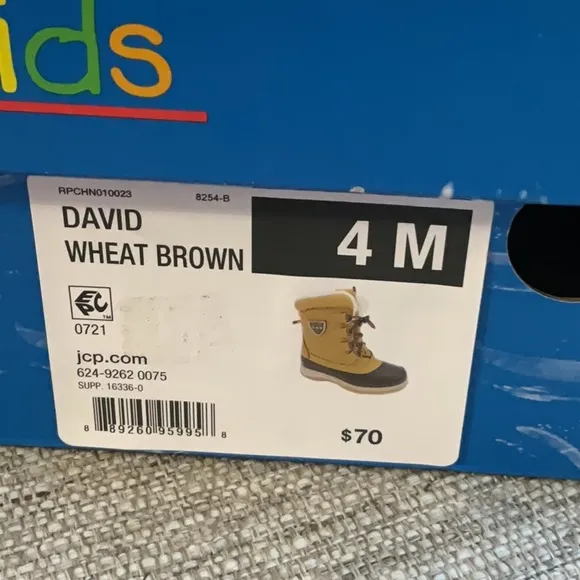 ids
RPCHN010023 8254-B
DAVID
WHEAT BROWN
4 M
EPC™
0721
jcp.com
624-9262 0075
SUPP. 16336-0
8 89260 95995 8
$70